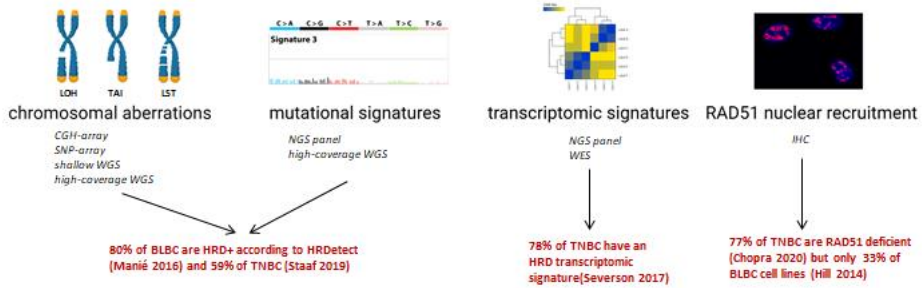 C > A C > G C > T T > A T > C T > G
Signature 3
LOH TAI LST
chromosomal aberrations
mutational signatures
transcriptomic signatures
RAD51 nuclear recruitment
CGH-array
SNP-array
shallow WGS
high-coverage WGS
NGS panel
high-coverage WGS
NGS panel
WES
IHC
80% of BLBC are HRD+ according to HRDetect
(Manié 2016) and 59% of TNBC (Staaf 2019)
78% of TNBC have an
HRD transcriptomic
signature(Severson 2017)
77% of TNBC are RAD51 deficient
(Chopra 2020) but only 33% of
BLBC cell lines (Hill 2014)